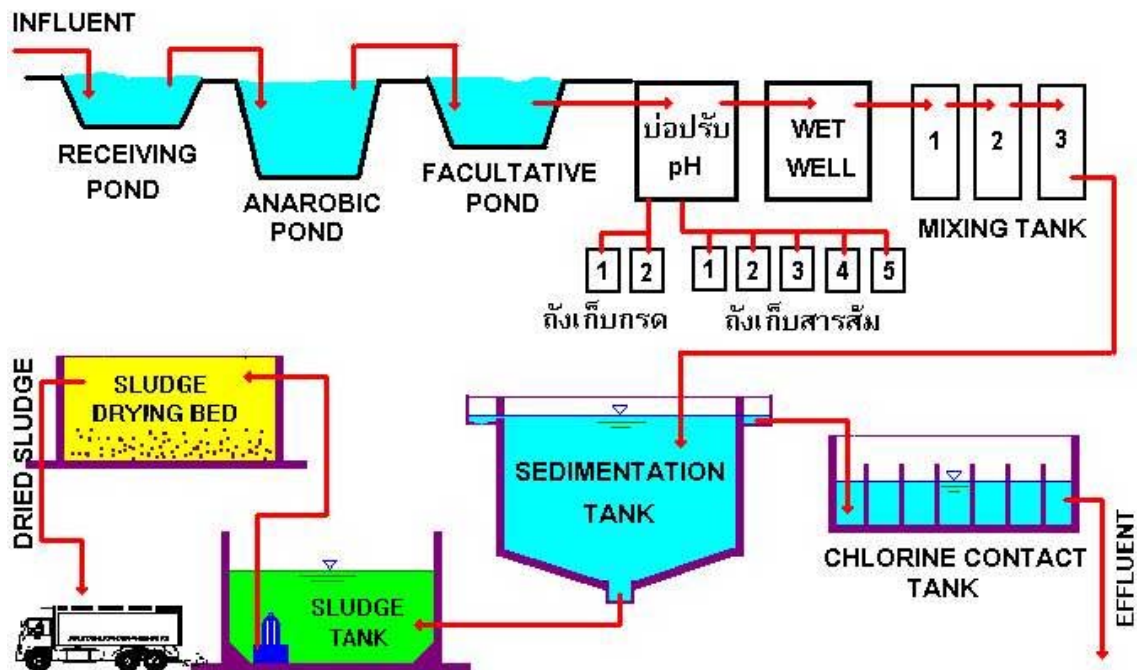 INFLUENT
RECEIVING
POND
ANAROBIC
POND
FACULTATIVE
POND
บ่อปรับ
pH
WET
WELL
1
2
3
MIXING TANK
1
2
1
2
3
4
5
ถังเก็บกรด
ถังเก็บสารส้ม
DRIED SLUDGE
SLUDGE
DRYING BED
SEDIMENTATION
TANK
CHLORINE CONTACT
TANK
EFFLUENT
SLUDGE
TANK